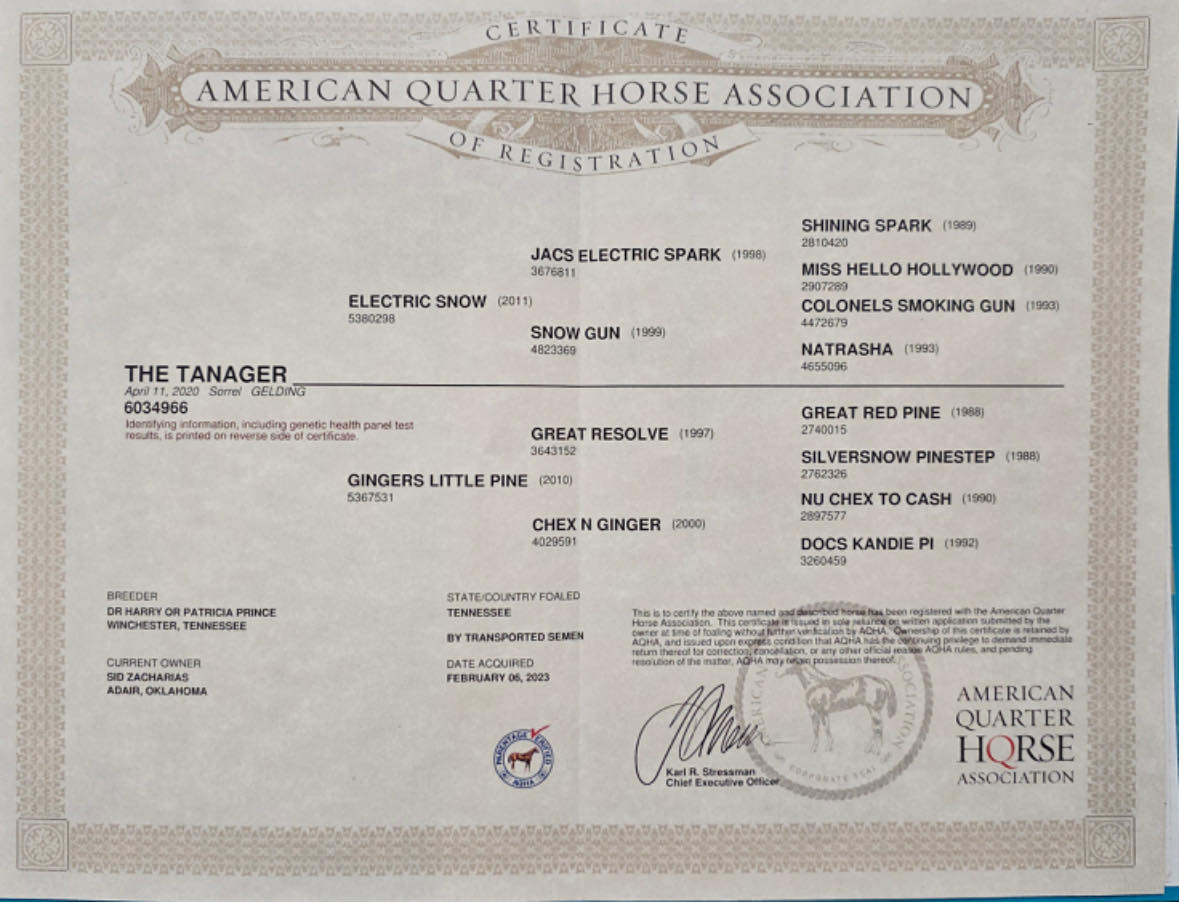 CERTIFICATE
AMERICAN QUARTER HORSE ASSOCIATION
OF REGISTRATION
SHINING SPARK (1989)
2810420
JACS ELECTRIC SPARK (1998)
3676811
MISS HELLO HOLLYWOOD (1990)
2907289
ELECTRIC SNOW (2011)
5380298
COLONELS SMOKING GUN (1993)
4472679
SNOW GUN (1999)
4823369
NATRASHA (1993)
4655096
THE TANAGER
April 11, 2020 Sorrel GELDING
6034966
Identifying information, including genetic health panel test
results, is printed on reverse side of certificate.
GREAT RED PINE (1988)
2740015
GREAT RESOLVE (1997)
3643152
SILVERSNOW PINESTEP (1988)
2762326
GINGERS LITTLE PINE (2010)
5367531
NU CHEX TO CASH (1990)
2897577
CHEX N GINGER (2000)
4029591
DOCS KANDIE PI (1992)
3260459
BREEDER
DR HARRY OR PATRICIA PRINCE
WINCHESTER, TENNESSEE
CURRENT OWNER
SID ZACHARIAS
ADAIR, OKLAHOMA
STATE/COUNTRY FOALED
TENNESSEE
BY TRANSPORTED SEMEN
DATE ACQUIRED
FEBRUARY 06, 2023
This is to certify the above named and described horse has been registered with the American Quarter
Horse Association. This certificate is issued in sole reliance on written application submitted by the
owner at time of foaling without further verification by AQHA. Ownership of this certificate is retained by
AQHA, and issued upon express condition that AQHA has the continuing privilege to demand immediate
return thereof for correction, cancellation, or any other official reason AQHA rules, and pending
resolution of the matter, AQHA may retain possession thereof.
PARENTAGE VERIFIED
AQHA
Karl R. Stressman
Chief Executive Officer
AMERICAN
ASSOCIATION
CORPORATE SEAL
AMERICAN
QUARTER
HORSE
ASSOCIATION